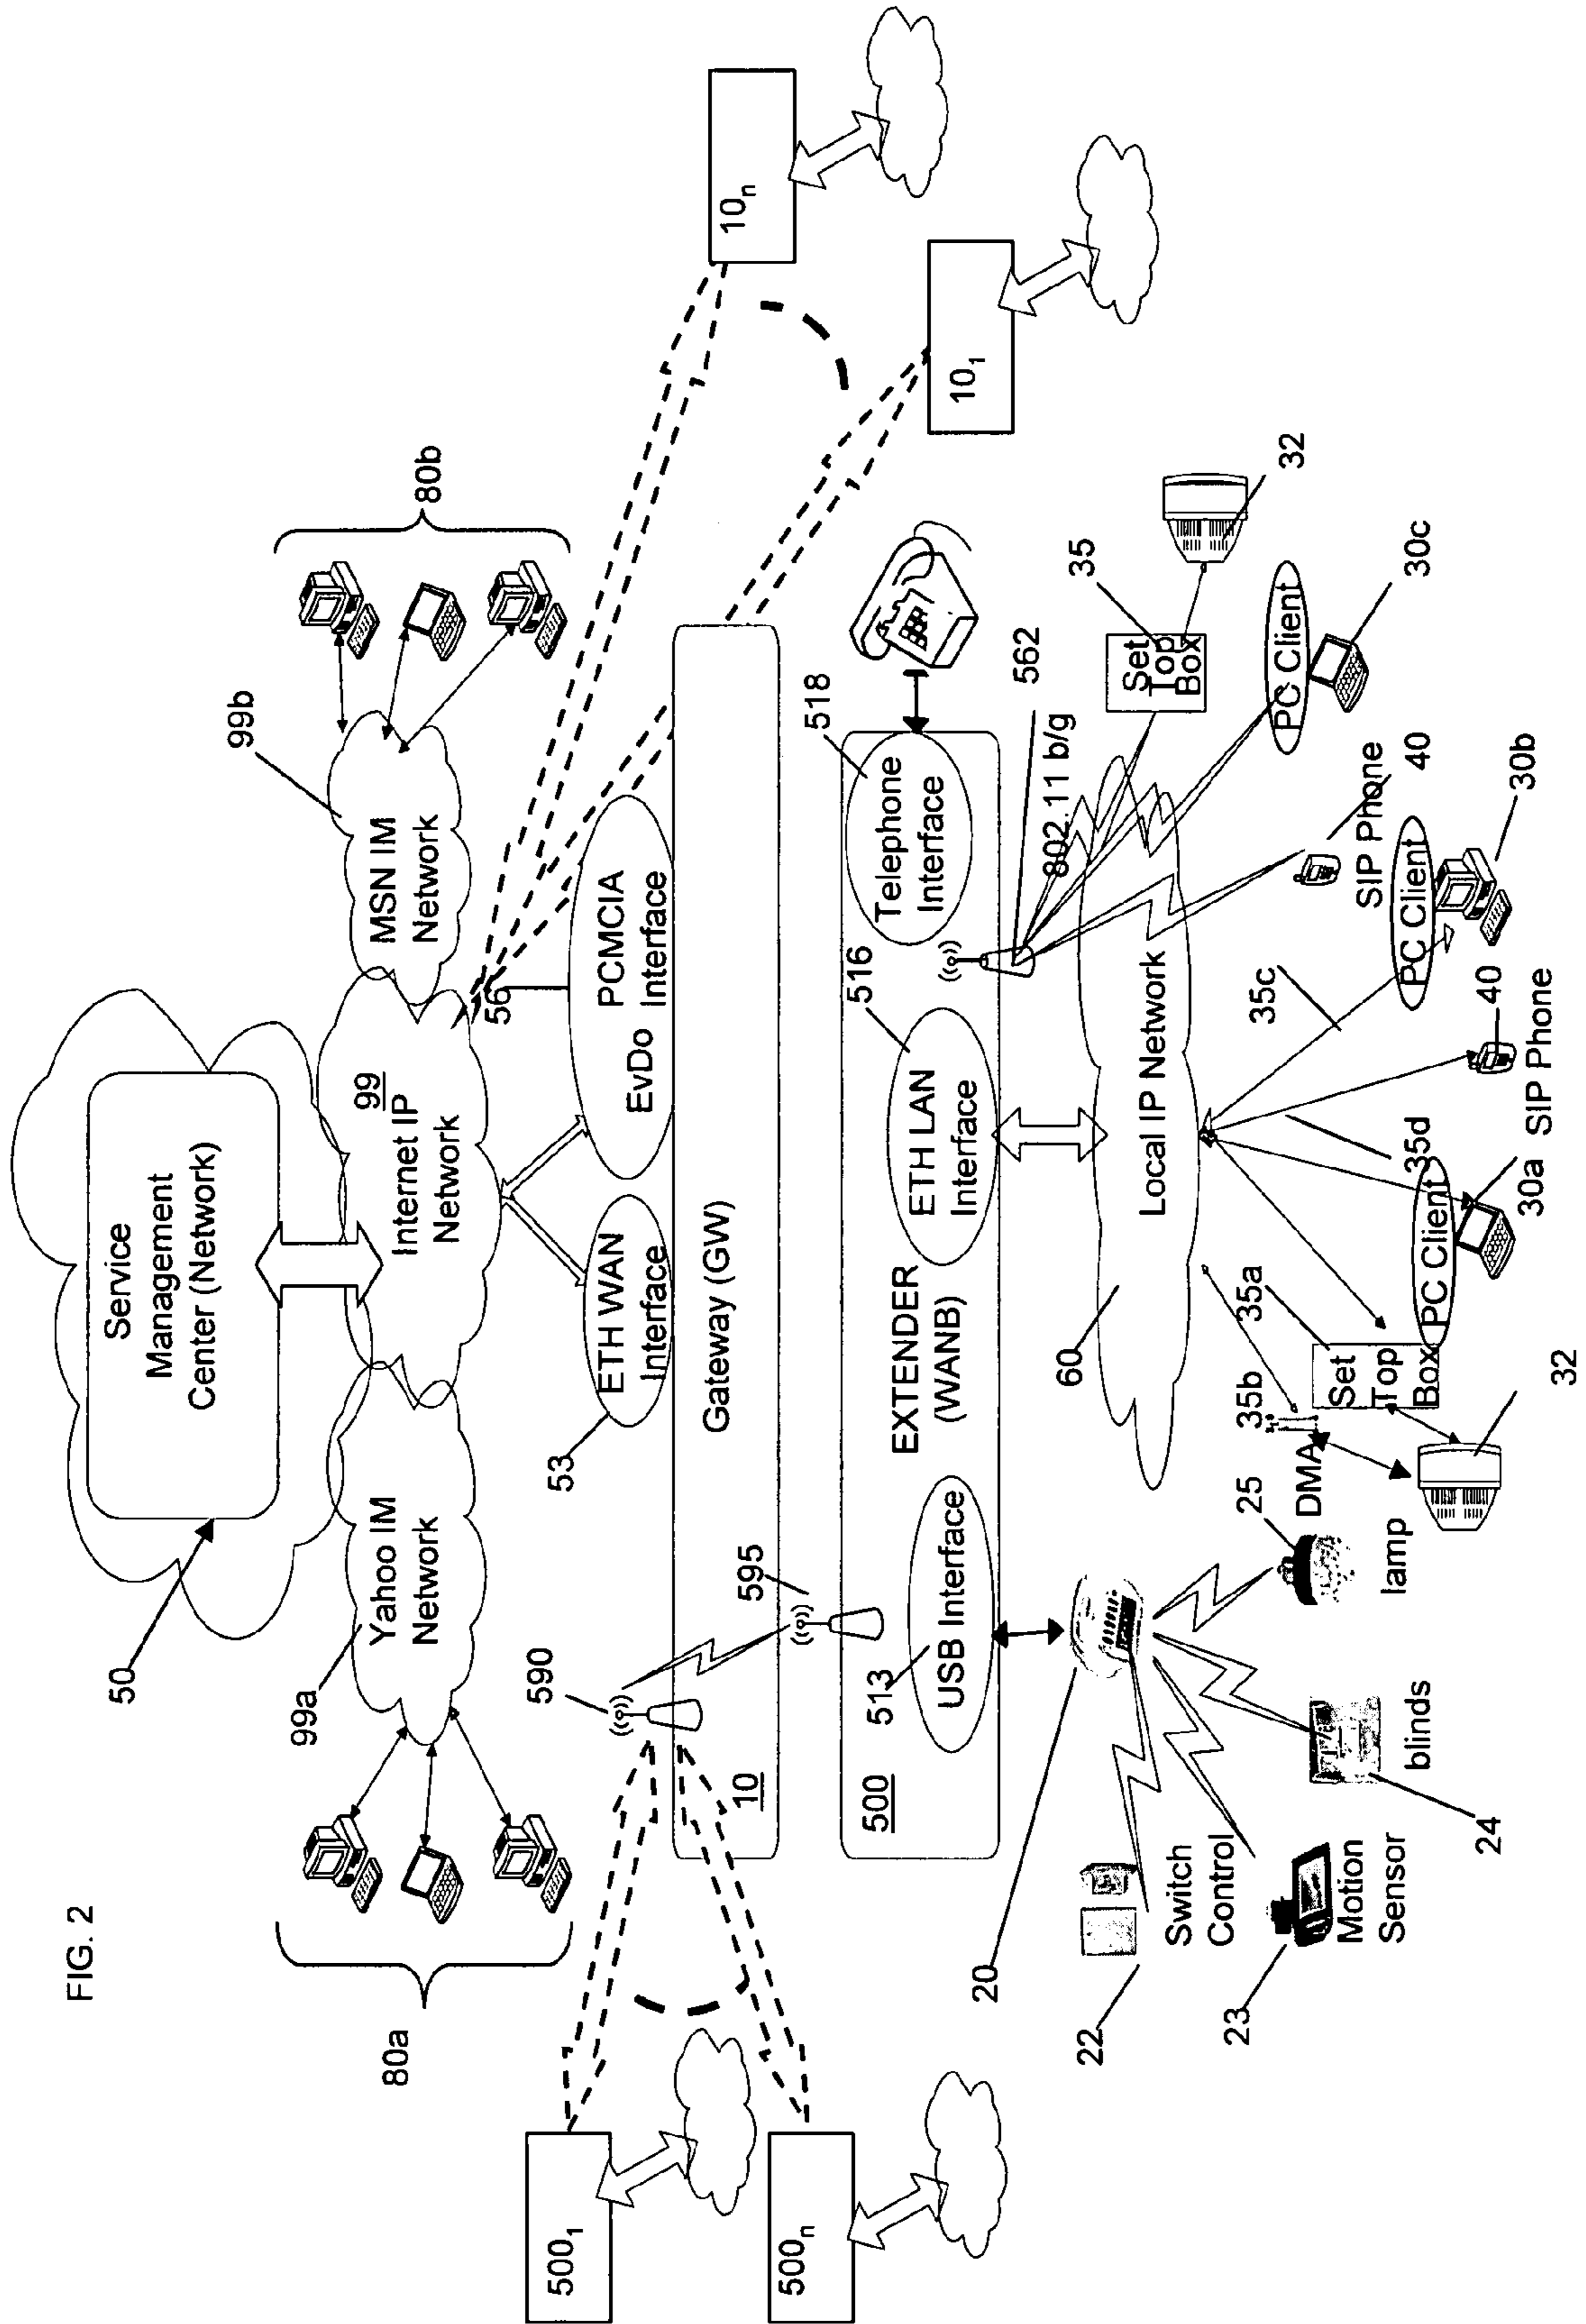 FIG. 2
80a
80b
50
Service
Management
Center (Network)
99a
Yahoo IM
Network
99
Internet IP
Network
MSN IM
Network
99b
590
53
ETH WAN
Interface
56
PCMCIA
EvDo Interface
500₁
500ₙ
10ₙ
10₁
10
Gateway (GW)
595
500
513
USB Interface
EXTENDER
(WANB)
516
ETH LAN
Interface
518
Telephone
Interface
562
802.11 b/g
20
60
Local IP Network
35
Set
Top
Box
32
22
Switch
Control
23
Motion
Sensor
24
blinds
25
lamp
DMA
35b
35a
Set
Top
Box
32
PC Client
30a
35d
SIP Phone
40
35c
PC Client
30b
SIP Phone
40
PC Client
30c